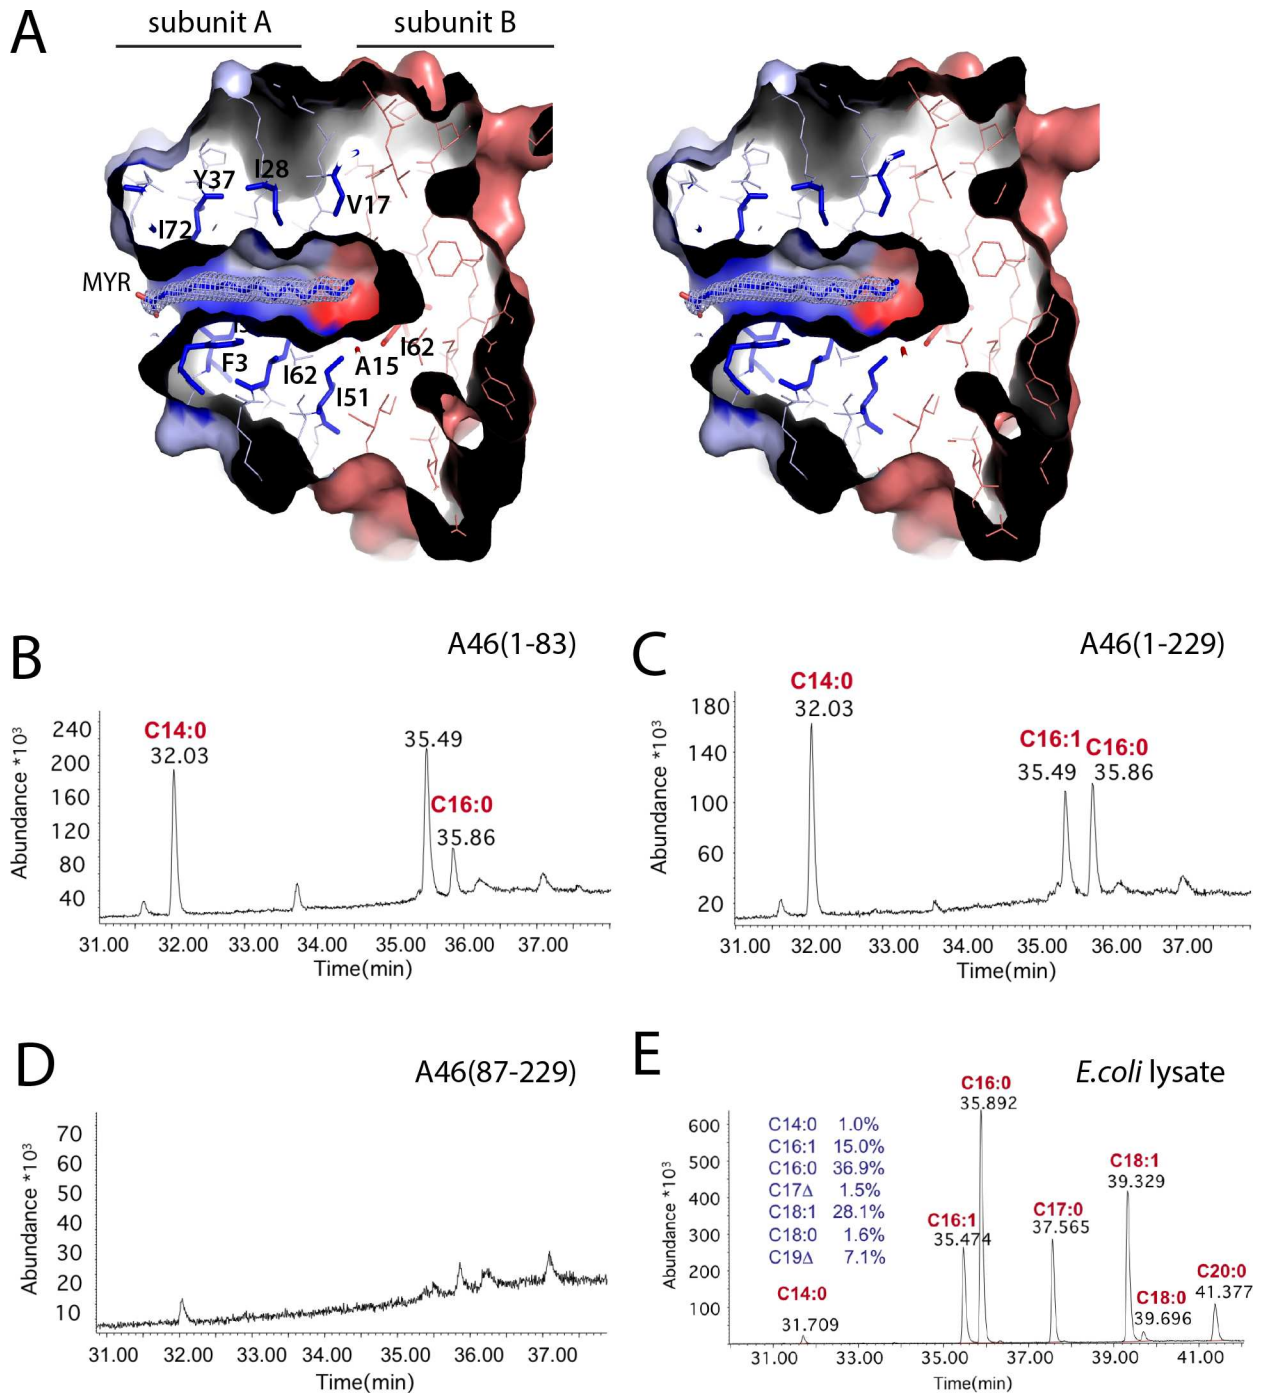 A
subunit A
subunit B
Y37
I28
V17
I72
MYR
F3
I62
I51
A15
I62
B
A46(1-83)
Abundance *10³
240
200
160
120
80
40
C14:0
32.03
35.49
C16:0
35.86
31.00 32.00 33.00 34.00 35.00 36.00 37.00
Time(min)
C
A46(1-229)
Abundance *10³
180
140
100
60
20
C14:0
32.03
C16:1
35.49
C16:0
35.86
31.00 32.00 33.00 34.00 35.00 36.00 37.00
Time(min)
D
A46(87-229)
Abundance *10³
70
60
50
40
30
20
10
31.00 32.00 33.00 34.00 35.00 36.00 37.00
Time(min)
E
E.coli lysate
Abundance *10³
600
500
400
300
200
100
C14:0 1.0%
C16:1 15.0%
C16:0 36.9%
C17Δ 1.5%
C18:1 28.1%
C18:0 1.6%
C19Δ 7.1%
C14:0
31.709
C16:1
35.474
C16:0
35.892
C17:0
37.565
C18:1
39.329
C18:0
39.696
C20:0
41.377
31.00 33.00 35.00 37.00 39.00 41.00
Time(min)